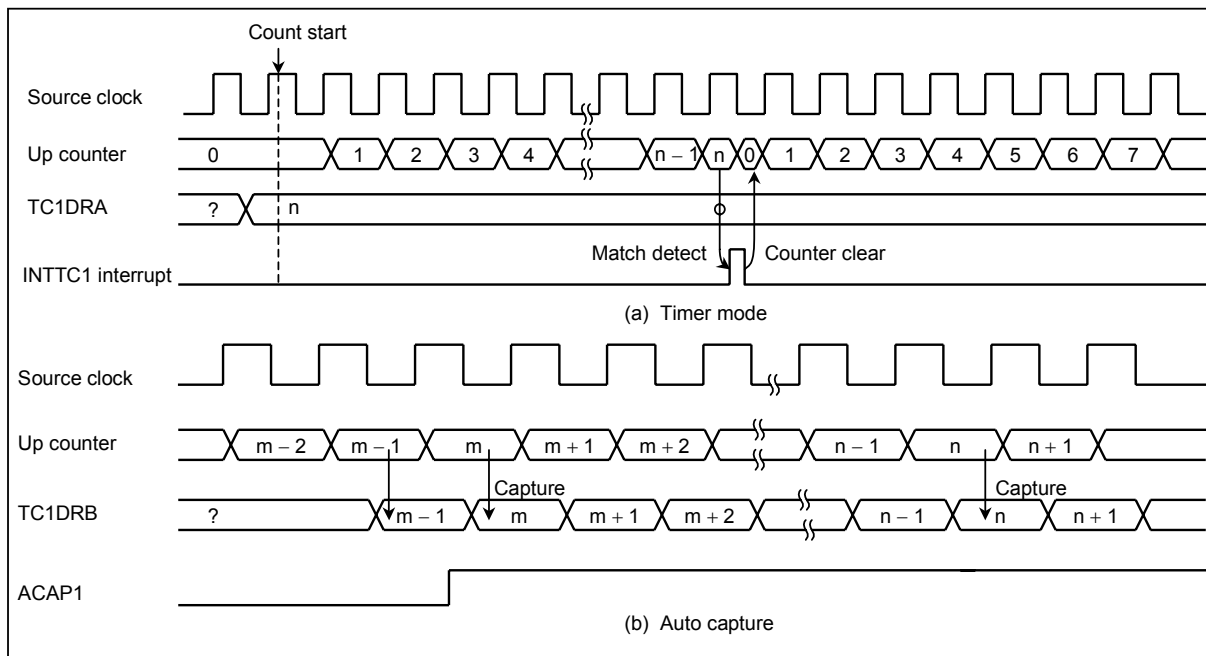 Count start
Source clock
Up counter 0 1 2 3 4 n – 1 n 0 1 2 3 4 5 6 7
TC1DRA ? n
Match detect Counter clear
INTTC1 interrupt
(a) Timer mode
Source clock
Up counter m – 2 m – 1 m m + 1 m + 2 n – 1 n n + 1
Capture Capture
TC1DRB ? m – 1 m m + 1 m + 2 n – 1 n n + 1
ACAP1
(b) Auto capture